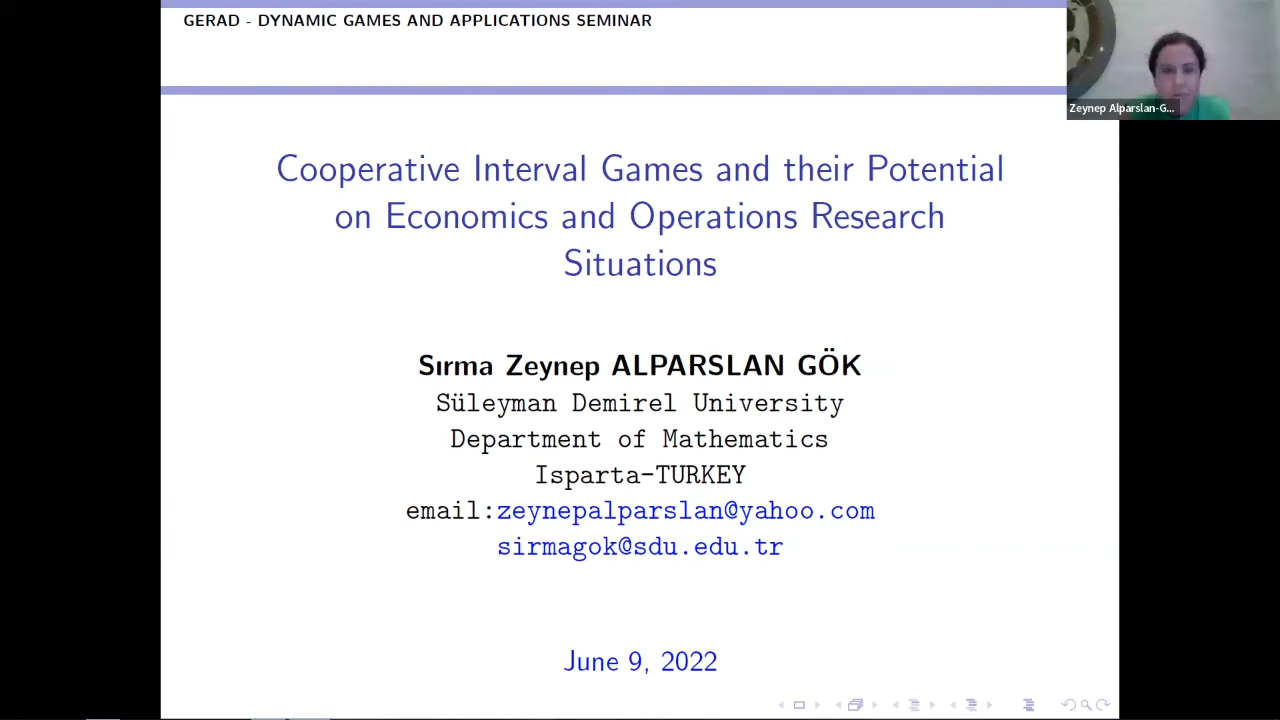 GERAD - DYNAMIC GAMES AND APPLICATIONS SEMINAR
Zeynep Alparslan-G...
Cooperative Interval Games and their Potential
on Economics and Operations Research
Situations
Sırma Zeynep ALPARSLAN GÖK
Süleyman Demirel University
Department of Mathematics
Isparta-TURKEY
email:zeynepalparslan@yahoo.com
sirmagok@sdu.edu.tr
June 9, 2022